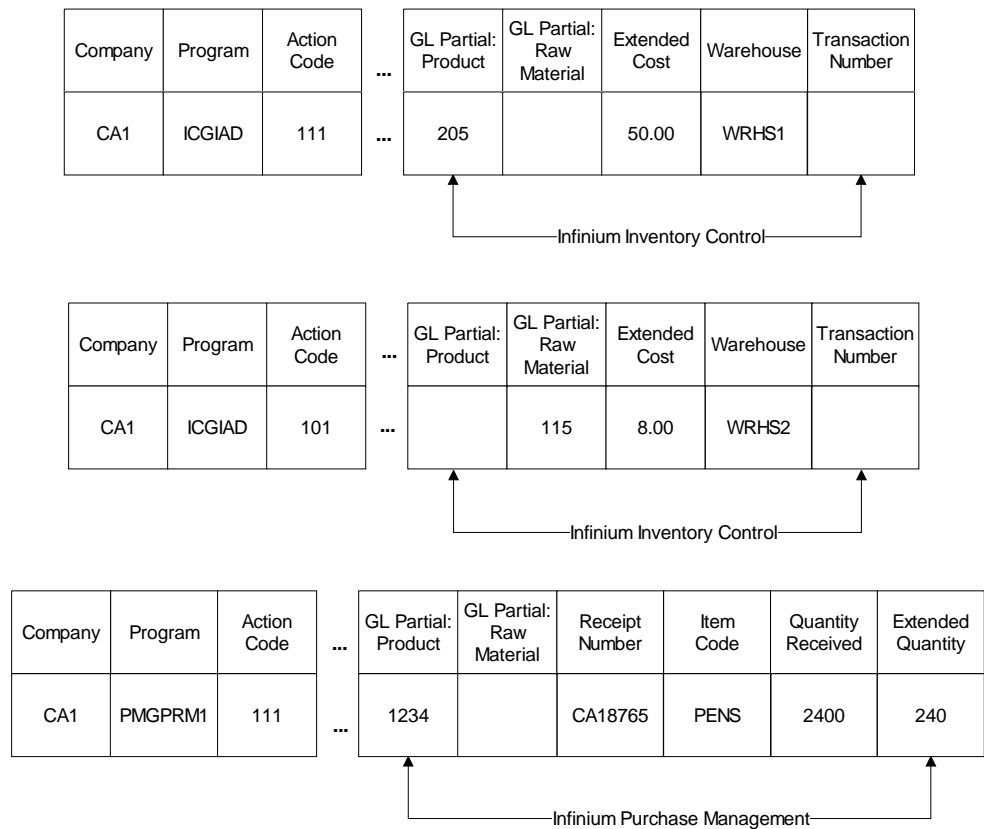 Company Program Action Code ... GL Partial: Product GL Partial: Raw Material Extended Cost Warehouse Transaction Number
CA1 ICGIAD 111 ... 205 50.00 WRHS1
Infinium Inventory Control
Company Program Action Code ... GL Partial: Product GL Partial: Raw Material Extended Cost Warehouse Transaction Number
CA1 ICGIAD 101 ... 115 8.00 WRHS2
Infinium Inventory Control
Company Program Action Code ... GL Partial: Product GL Partial: Raw Material Receipt Number Item Code Quantity Received Extended Quantity
CA1 PMGPRM1 111 ... 1234 CA18765 PENS 2400 240
Infinium Purchase Management